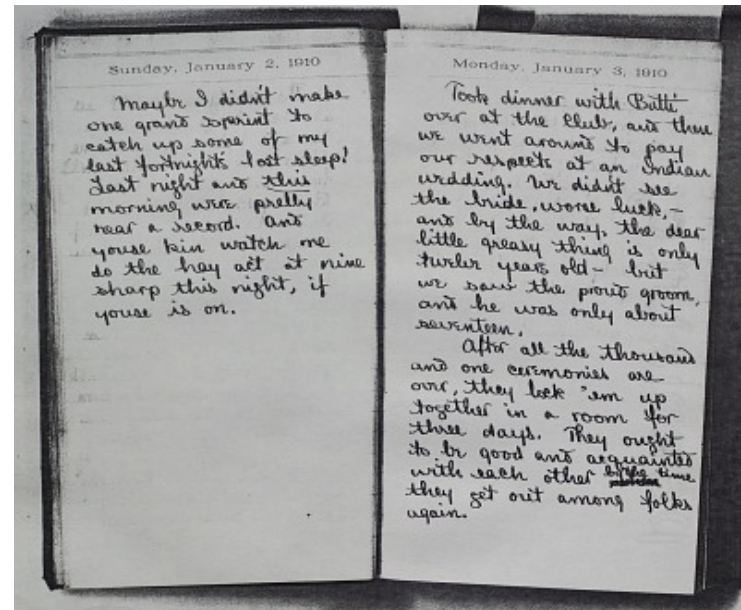 Sunday, January 2, 1910
Maybe I didn't make
one grand sprint to
catch up some of my
last fortnight's lost sleep!
Last night and this
morning were pretty
near a record. And
youse kin watch me
do the hay act at nine
sharp this night, if
youse is on.
Monday, January 3, 1910
Took dinner with Butti
over at the Club, and then
we went around to pay
our respects at an Indian
wedding. We didn't see
the bride, worse luck,—
and by the way, the dear
little greasy thing is only
twelve years old — but
we saw the proud groom,
and he was only about
seventeen.
After all the thousand
and one ceremonies are
over, they lock 'em up
together in a room for
three days. They ought
to be good and acquainted
with each other by the time
they get out among folks
again.